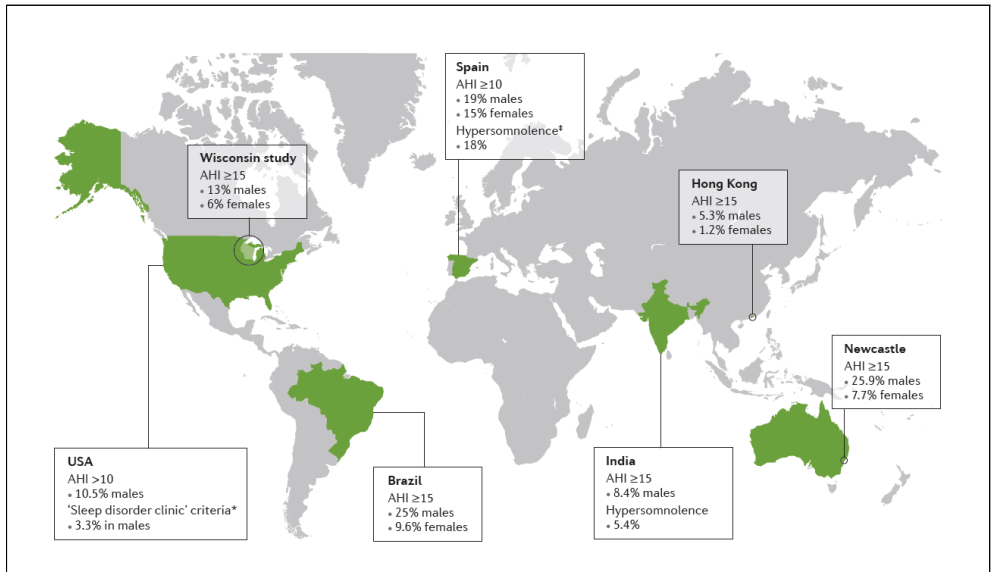 Spain
AHI ≥10
• 19% males
• 15% females
Hypersomnolence‡
• 18%
Wisconsin study
AHI ≥15
• 13% males
• 6% females
Hong Kong
AHI ≥15
• 5.3% males
• 1.2% females
Newcastle
AHI ≥15
• 25.9% males
• 7.7% females
USA
AHI >10
• 10.5% males
‘Sleep disorder clinic’ criteria*
• 3.3% in males
Brazil
AHI ≥15
• 25% males
• 9.6% females
India
AHI ≥15
• 8.4% males
Hypersomnolence
• 5.4%